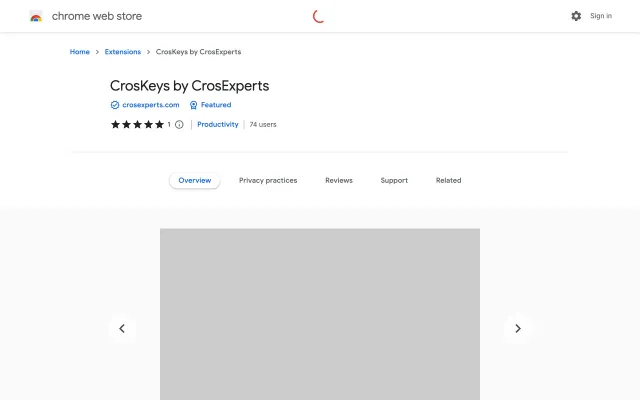 chrome web store
Sign in
Home > Extensions > CrosKeys by CrosExperts
CrosKeys by CrosExperts
crosexperts.com Featured
1 Productivity 74 users
Overview Privacy practices Reviews Support Related